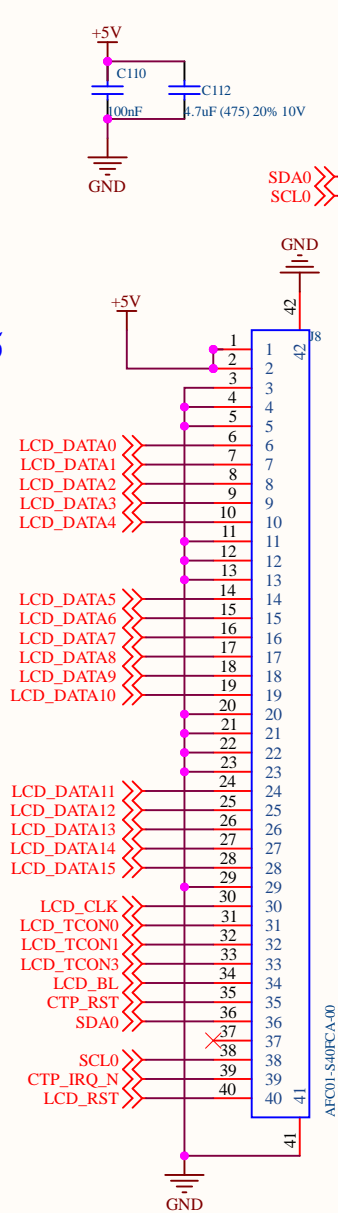 +5V
C110
100nF
C112
4.7uF (475) 20% 10V
GND
SDA0
SCL0
GND
42
+5V
J8
42
1 1
2 2
3 3
4 4
5 5
LCD_DATA0 6 6
LCD_DATA1 7 7
LCD_DATA2 8 8
LCD_DATA3 9 9
LCD_DATA4 10 10
11 11
12 12
13 13
LCD_DATA5 14 14
LCD_DATA6 15 15
LCD_DATA7 16 16
LCD_DATA8 17 17
LCD_DATA9 18 18
LCD_DATA10 19 19
20 20
21 21
22 22
23 23
LCD_DATA11 24 24
LCD_DATA12 25 25
LCD_DATA13 26 26
LCD_DATA14 27 27
LCD_DATA15 28 28
29 29
LCD_CLK 30 30
LCD_TCON0 31 31
LCD_TCON1 32 32
LCD_TCON3 33 33
LCD_BL 34 34
CTP_RST 35 35
SDA0 36 36
37 37
SCL0 38 38
CTP_IRQ_N 39 39
LCD_RST 40 40
41
41
AFC01-S40FCA-00
GND